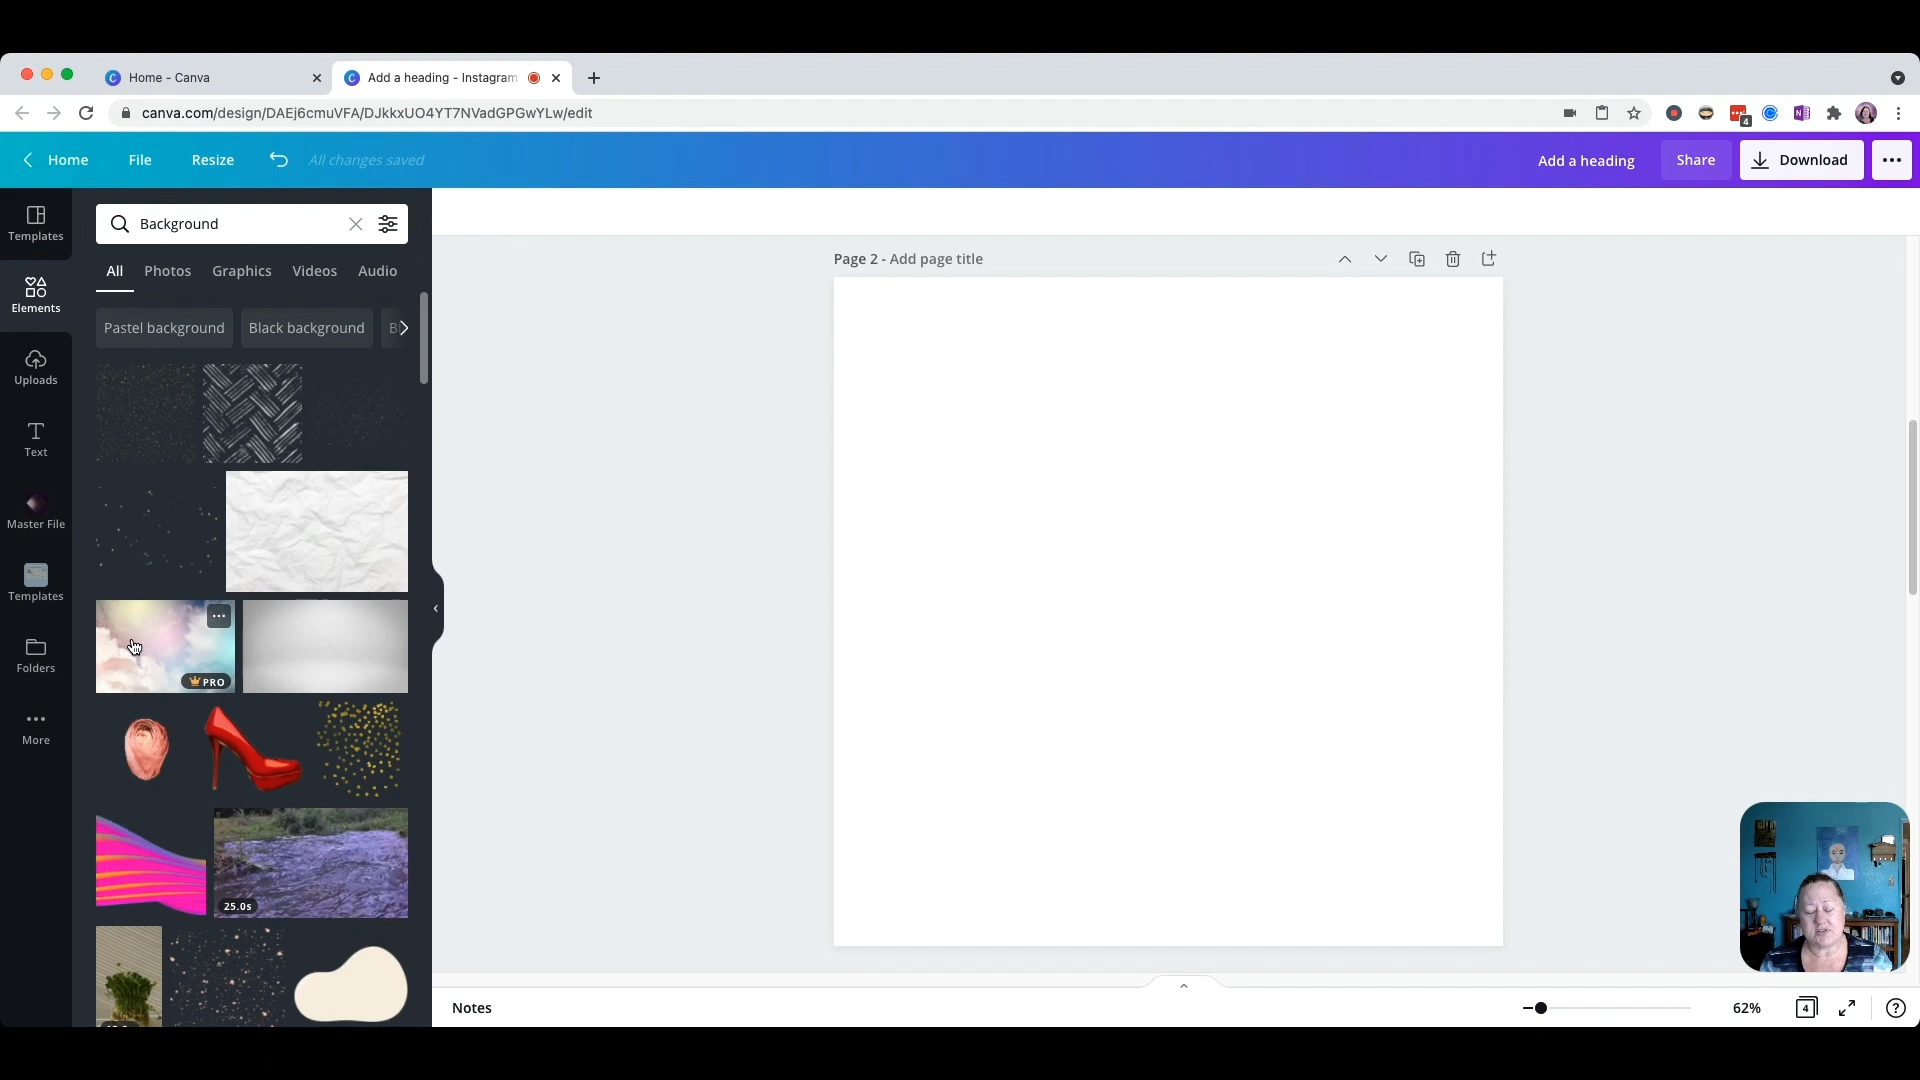 Home - Canva
Add a heading - Instagram
canva.com/design/DAEj6cmuVFA/DJkkxUO4YT7NVadGPGwYLw/edit
4
Home
File
Resize
All changes saved
Add a heading
Share
Download
Templates
Elements
Uploads
Text
Master File
Templates
Folders
More
Background
All
Photos
Graphics
Videos
Audio
Pastel background
Black background
PRO
25.0s
Page 2 - Add page title
Notes
62%
4